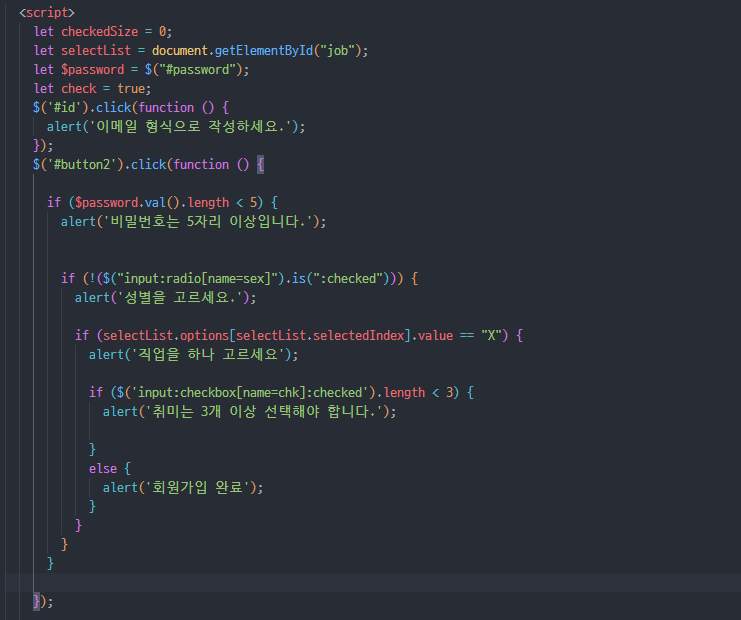 <script>
let checkedSize = 0;
let selectList = document.getElementById("job");
let $password = $("#password");
let check = true;
$('#id').click(function () {
alert('이메일 형식으로 작성하세요.');
});
$('#button2').click(function () {
if ($password.val().length < 5) {
alert('비밀번호는 5자리 이상입니다.');
if (!($("input:radio[name=sex]").is(":checked"))) {
alert('성별을 고르세요.');
if (selectList.options[selectList.selectedIndex].value == "X") {
alert('직업을 하나 고르세요');
if ($('input:checkbox[name=chk]:checked').length < 3) {
alert('취미는 3개 이상 선택해야 합니다.');
}
else {
alert('회원가입 완료');
}
}
}
}
});